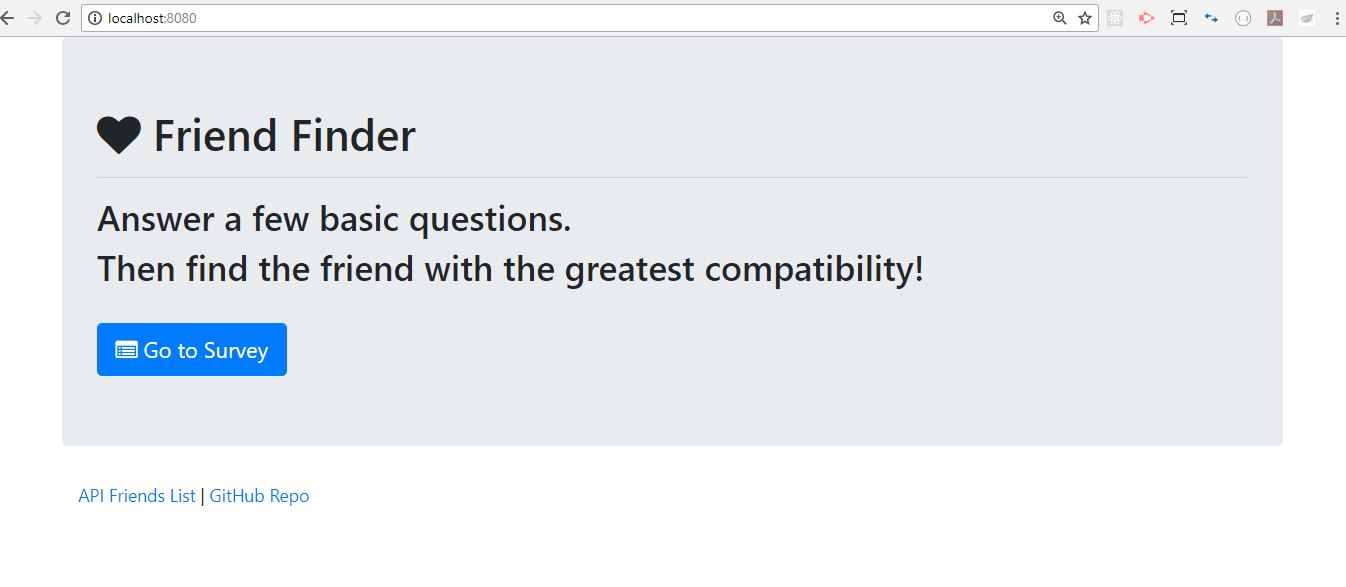 localhost:8080
Friend Finder
Answer a few basic questions.
Then find the friend with the greatest compatibility!
Go to Survey
API Friends List | GitHub Repo